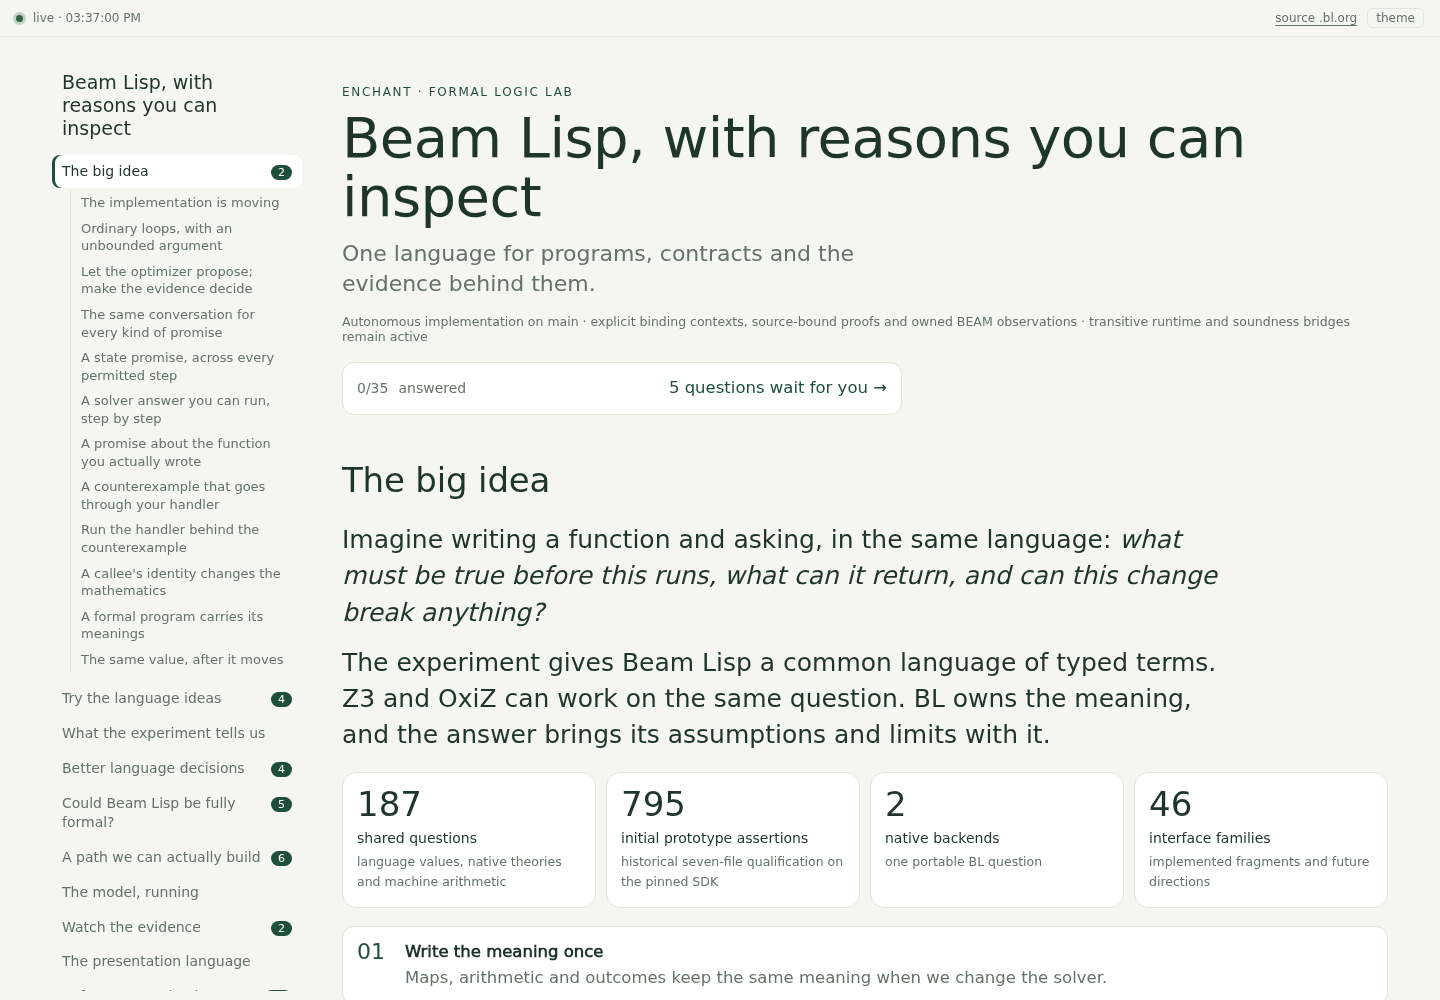 live · 03:37:00 PM
source .bl.org
theme
Beam Lisp, with
reasons you can
inspect
The big idea
2
The implementation is moving
Ordinary loops, with an
unbounded argument
Let the optimizer propose;
make the evidence decide
The same conversation for
every kind of promise
A state promise, across every
permitted step
A solver answer you can run,
step by step
A promise about the function
you actually wrote
A counterexample that goes
through your handler
Run the handler behind the
counterexample
A callee's identity changes the
mathematics
A formal program carries its
meanings
The same value, after it moves
Try the language ideas
4
What the experiment tells us
Better language decisions
4
Could Beam Lisp be fully
formal?
5
A path we can actually build
6
The model, running
Watch the evidence
2
The presentation language
ENCHANT · FORMAL LOGIC LAB
Beam Lisp, with reasons you can
inspect
One language for programs, contracts and the
evidence behind them.
Autonomous implementation on main · explicit binding contexts, source-bound proofs and owned BEAM observations · transitive runtime and soundness bridges
remain active
0/35 answered
5 questions wait for you →
The big idea
Imagine writing a function and asking, in the same language: what
must be true before this runs, what can it return, and can this change
break anything?
The experiment gives Beam Lisp a common language of typed terms.
Z3 and OxiZ can work on the same question. BL owns the meaning,
and the answer brings its assumptions and limits with it.
187
shared questions
language values, native theories
and machine arithmetic
795
initial prototype assertions
historical seven-file qualification on
the pinned SDK
2
native backends
one portable BL question
46
interface families
implemented fragments and future
directions
01
Write the meaning once
Maps, arithmetic and outcomes keep the same meaning when we change the solver.